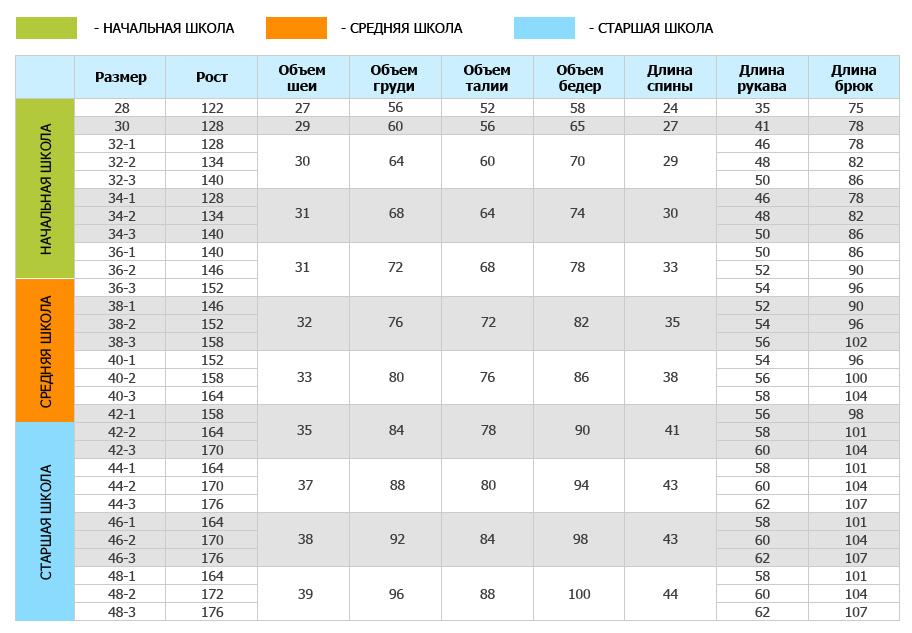 - НАЧАЛЬНАЯ ШКОЛА - СРЕДНЯЯ ШКОЛА - СТАРШАЯ ШКОЛА
Размер Рост Объем шеи Объем груди Объем талии Объем бедер Длина спины Длина рукава Длина брюк
НАЧАЛЬНАЯ ШКОЛА
28 122 27 56 52 58 24 35 75
30 128 29 60 56 65 27 41 78
32-1 128 46 78
32-2 134 30 64 60 70 29 48 82
32-3 140 50 86
34-1 128 46 78
34-2 134 31 68 64 74 30 48 82
34-3 140 50 86
36-1 140 50 86
36-2 146 31 72 68 78 33 52 90
СРЕДНЯЯ ШКОЛА
36-3 152 54 96
38-1 146 52 90
38-2 152 32 76 72 82 35 54 96
38-3 158 56 102
40-1 152 54 96
40-2 158 33 80 76 86 38 56 100
40-3 164 58 104
42-1 158 56 98
СТАРШАЯ ШКОЛА
42-2 164 35 84 78 90 41 58 101
42-3 170 60 104
44-1 164 58 101
44-2 170 37 88 80 94 43 60 104
44-3 176 62 107
46-1 164 58 101
46-2 170 38 92 84 98 43 60 104
46-3 176 62 107
48-1 164 58 101
48-2 172 39 96 88 100 44 60 104
48-3 176 62 107